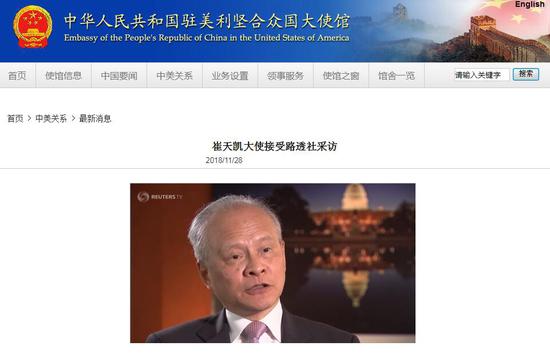 English
中华人民共和国驻美利坚合众国大使馆
Embassy of the People's Republic of China in the United States of America
首页 使馆信息 中国要闻 中美关系 业务设置 领事服务 使馆之窗 馆舍一览 请输入关键字 搜索
首页 > 中美关系 > 最新消息
崔天凯大使接受路透社采访
2018/11/28
REUTERS TV